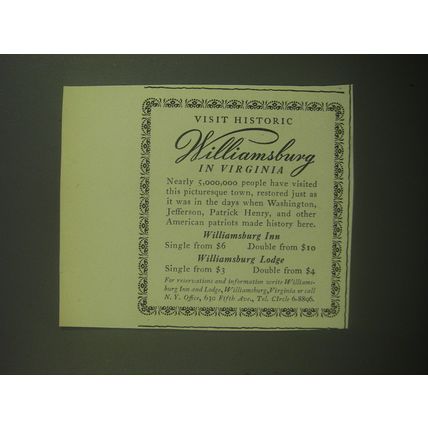 VISIT HISTORIC
Williamsburg
IN VIRGINIA
Nearly 5,000,000 people have visited
this picturesque town, restored just as
it was in the days when Washington,
Jefferson, Patrick Henry, and other
American patriots made history here.
Williamsburg Inn
Single from $6 Double from $10
Williamsburg Lodge
Single from $3 Double from $4
For reservations and information write Williams-
burg Inn and Lodge, Williamsburg, Virginia or call
N. Y. Office, 630 Fifth Ave., Tel. CIrcle 6-8896.